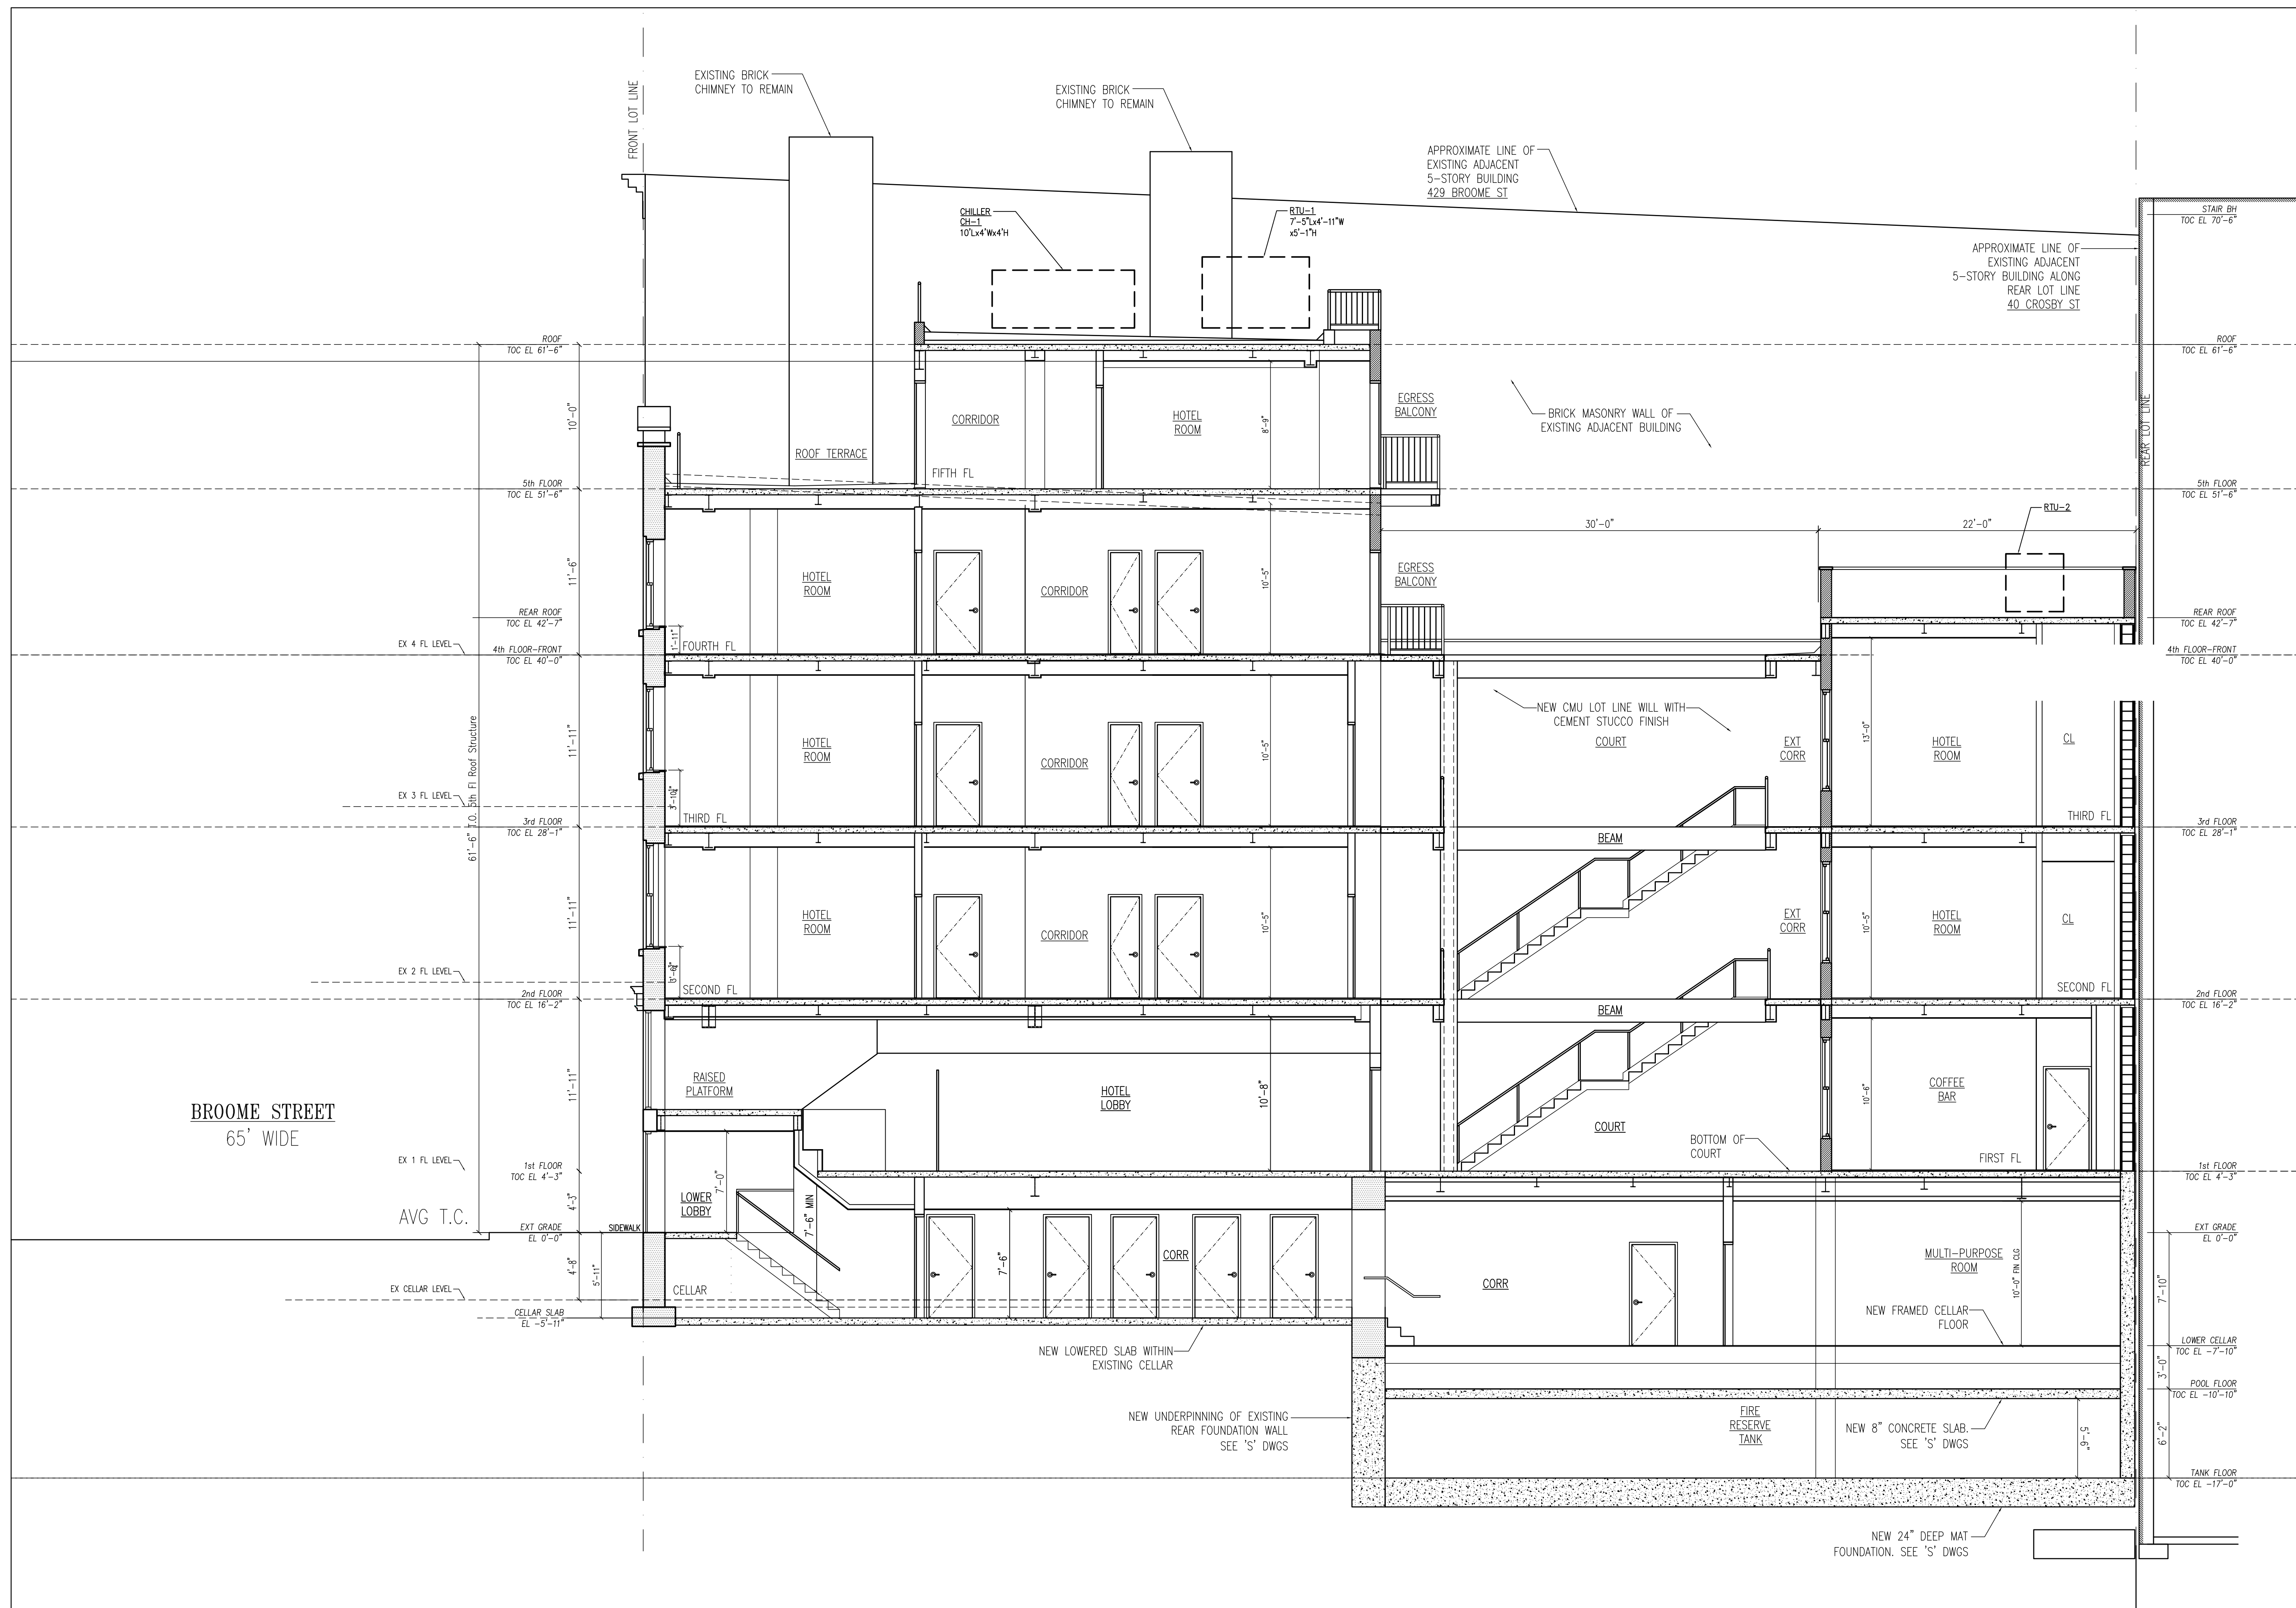 EXISTING BRICK
CHIMNEY TO REMAIN
EXISTING BRICK
CHIMNEY TO REMAIN
FRONT LOT LINE
APPROXIMATE LINE OF
EXISTING ADJACENT
5-STORY BUILDING
429 BROOME ST
CHILLER
CH-1
10'Lx4'Wx4'H
RTU-1
7'-5"Lx4'-11"W
x5'-1"H
STAIR BH
TOC EL 70'-6"
APPROXIMATE LINE OF
EXISTING ADJACENT
5-STORY BUILDING ALONG
REAR LOT LINE
40 CROSBY ST
ROOF
TOC EL 61'-6"
ROOF
TOC EL 61'-6"
10'-0"
CORRIDOR
HOTEL
ROOM
8'-9"
EGRESS
BALCONY
BRICK MASONRY WALL OF
EXISTING ADJACENT BUILDING
REAR LOT LINE
ROOF TERRACE
FIFTH FL
5th FLOOR
TOC EL 51'-6"
5th FLOOR
TOC EL 51'-6"
30'-0"
22'-0"
RTU-2
11'-6"
HOTEL
ROOM
CORRIDOR
10'-5"
EGRESS
BALCONY
REAR ROOF
TOC EL 42'-7"
REAR ROOF
TOC EL 42'-7"
1'-11"
EX 4 FL LEVEL
FOURTH FL
4th FLOOR-FRONT
TOC EL 40'-0"
4th FLOOR-FRONT
TOC EL 40'-0"
61'-6" T.O. 5th Fl Roof Structure
11'-11"
HOTEL
ROOM
CORRIDOR
10'-5"
NEW CMU LOT LINE WILL WITH
CEMENT STUCCO FINISH
COURT
EXT
CORR
13'-0"
HOTEL
ROOM
CL
EX 3 FL LEVEL
THIRD FL
THIRD FL
3rd FLOOR
TOC EL 28'-1"
3rd FLOOR
TOC EL 28'-1"
BEAM
11'-11"
HOTEL
ROOM
CORRIDOR
10'-5"
EXT
CORR
10'-5"
HOTEL
ROOM
CL
EX 2 FL LEVEL
SECOND FL
SECOND FL
2nd FLOOR
TOC EL 16'-2"
2nd FLOOR
TOC EL 16'-2"
BEAM
11'-11"
RAISED
PLATFORM
HOTEL
LOBBY
10'-8"
10'-6"
COFFEE
BAR
BROOME STREET
65' WIDE
COURT
BOTTOM OF
COURT
FIRST FL
EX 1 FL LEVEL
1st FLOOR
TOC EL 4'-3"
1st FLOOR
TOC EL 4'-3"
4'-3"
7'-0"
LOWER
LOBBY
7'-6" MIN
AVG T.C.
SIDEWALK
EXT GRADE
EL 0'-0"
EXT GRADE
EL 0'-0"
4'-8"
5'-11"
CORR
7'-6"
CORR
MULTI-PURPOSE
ROOM
10'-0" FIN CLG
7'-10"
EX CELLAR LEVEL
CELLAR
CELLAR SLAB
EL -5'-11"
NEW FRAMED CELLAR
FLOOR
NEW LOWERED SLAB WITHIN
EXISTING CELLAR
LOWER CELLAR
TOC EL -7'-10"
3'-0"
POOL FLOOR
TOC EL -10'-10"
NEW UNDERPINNING OF EXISTING
REAR FOUNDATION WALL
SEE 'S' DWGS
FIRE
RESERVE
TANK
NEW 8" CONCRETE SLAB.
SEE 'S' DWGS
5'-6"
6'-2"
TANK FLOOR
TOC EL -17'-0"
NEW 24" DEEP MAT
FOUNDATION. SEE 'S' DWGS